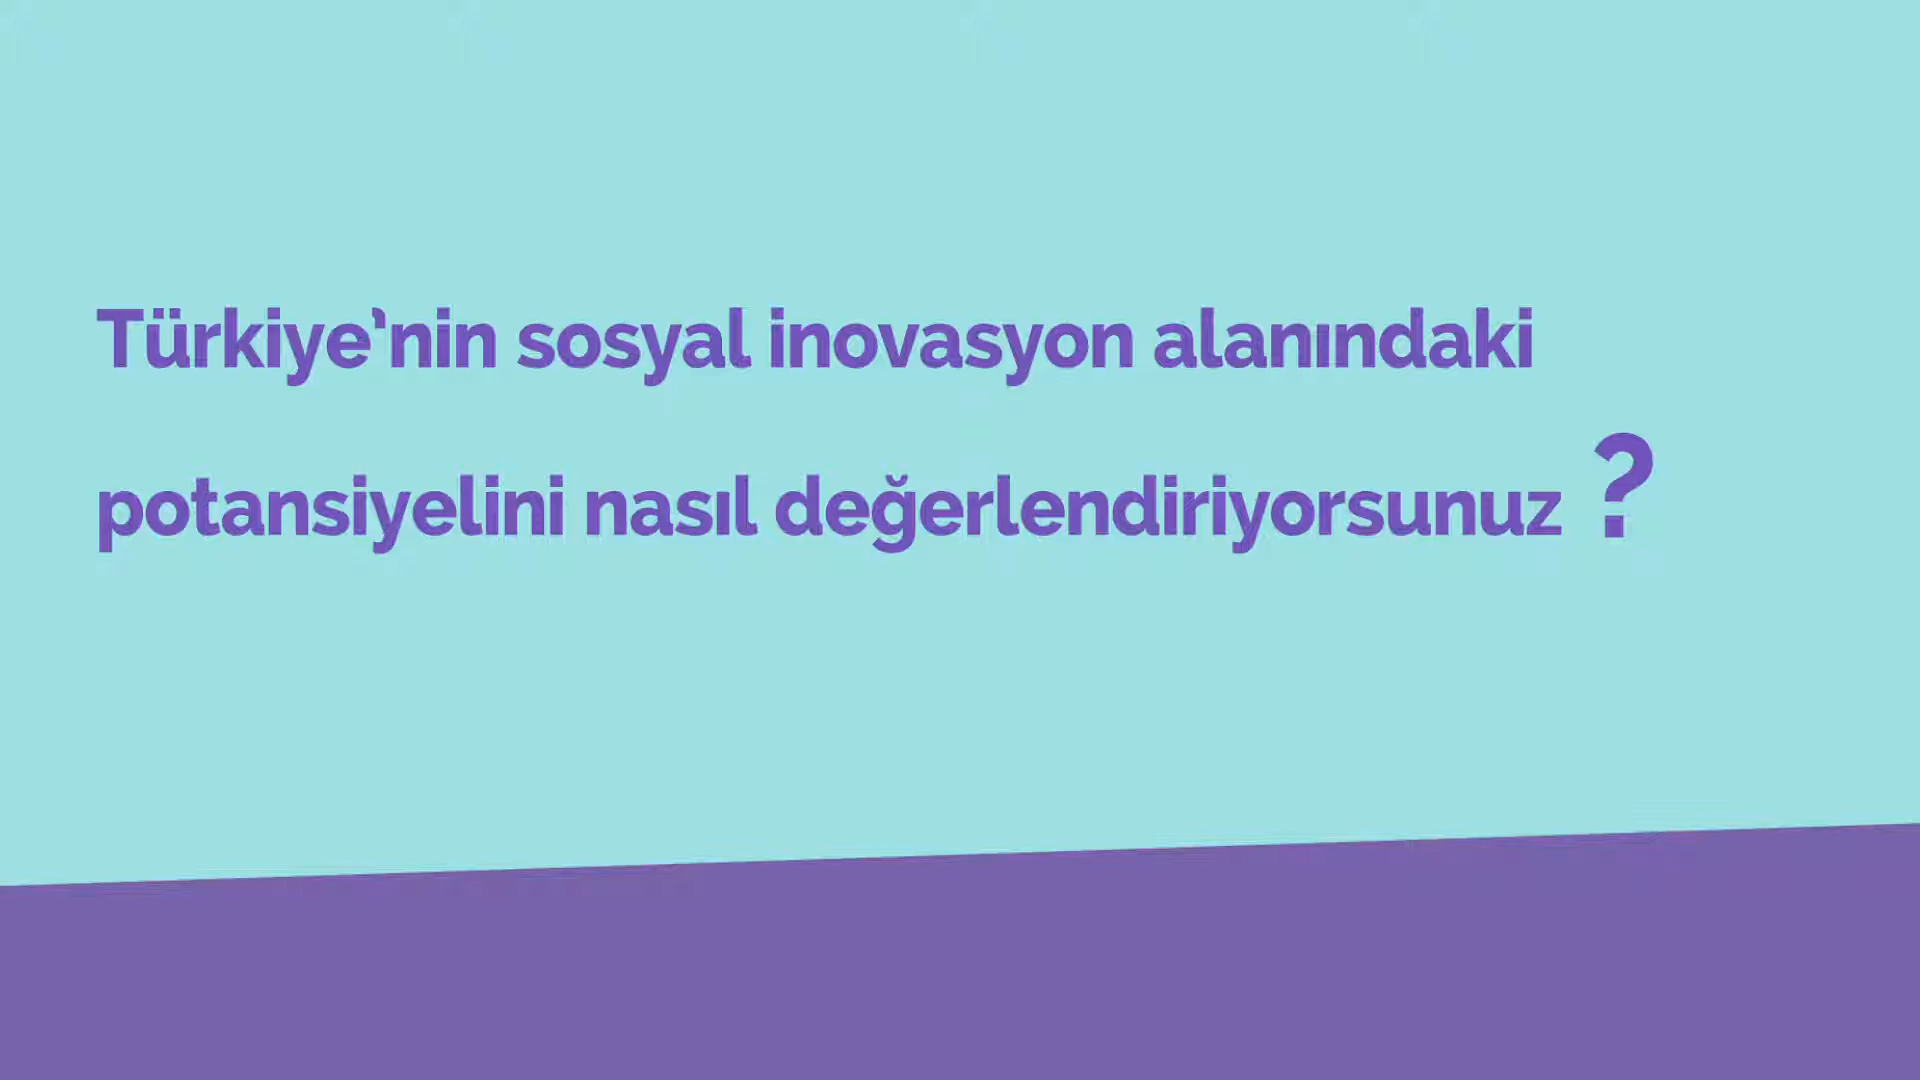 Türkiye’nin sosyal inovasyon alanındaki
potansiyelini nasıl değerlendiriyorsunuz ?